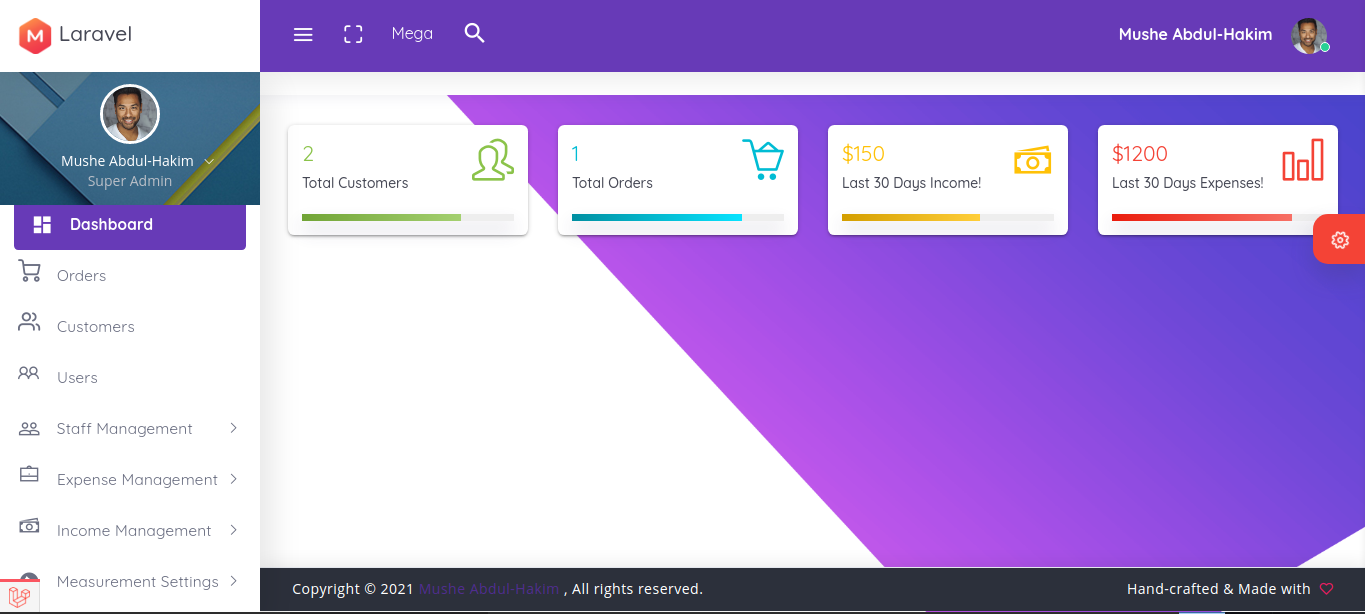 M Laravel
Mega
Mushe Abdul-Hakim
Mushe Abdul-Hakim
Super Admin
Dashboard
Orders
Customers
Users
Staff Management
Expense Management
Income Management
Measurement Settings
2
Total Customers
1
Total Orders
$150
Last 30 Days Income!
$1200
Last 30 Days Expenses!
Copyright © 2021 Mushe Abdul-Hakim , All rights reserved.
Hand-crafted & Made with